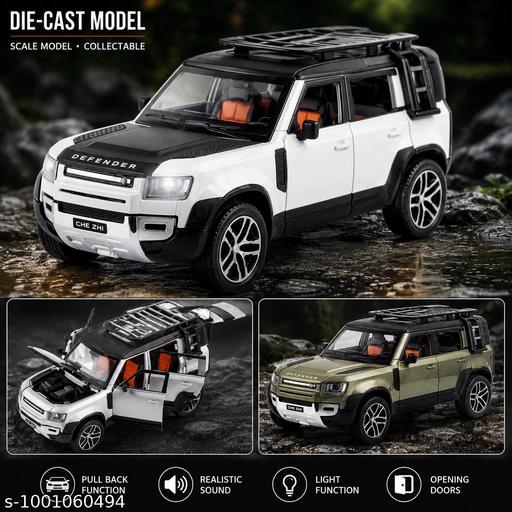 DIE-CAST MODEL
SCALE MODEL • COLLECTABLE
DEFENDER
CHE ZHI
DEFENDER
CHE ZHI
PULL BACK
FUNCTION
REALISTIC
SOUND
LIGHT
FUNCTION
OPENING
DOORS
s-1001060494